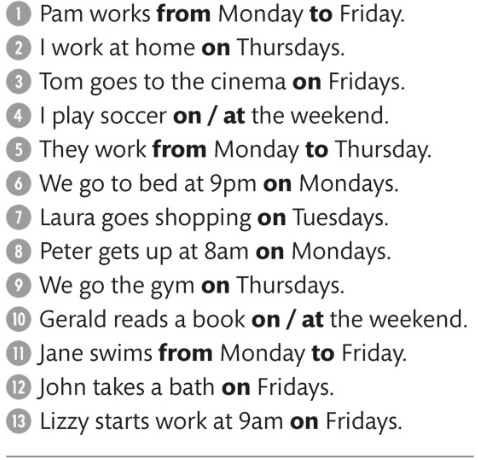 1 Pam works from Monday to Friday.
2 I work at home on Thursdays.
3 Tom goes to the cinema on Fridays.
4 I play soccer on / at the weekend.
5 They work from Monday to Thursday.
6 We go to bed at 9pm on Mondays.
7 Laura goes shopping on Tuesdays.
8 Peter gets up at 8am on Mondays.
9 We go the gym on Thursdays.
10 Gerald reads a book on / at the weekend.
11 Jane swims from Monday to Friday.
12 John takes a bath on Fridays.
13 Lizzy starts work at 9am on Fridays.